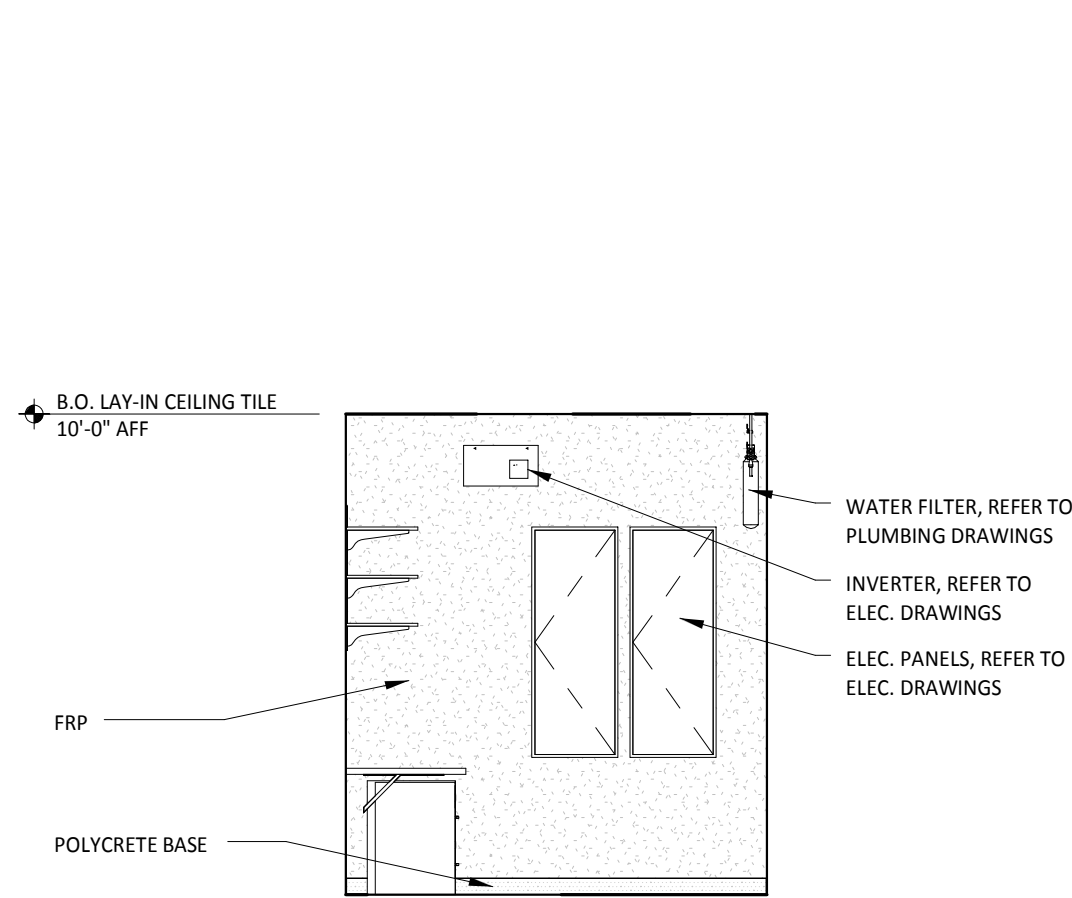 B.O. LAY-IN CEILING TILE
10'-0" AFF
WATER FILTER, REFER TO
PLUMBING DRAWINGS
INVERTER, REFER TO
ELEC. DRAWINGS
ELEC. PANELS, REFER TO
ELEC. DRAWINGS
FRP
POLYCRETE BASE